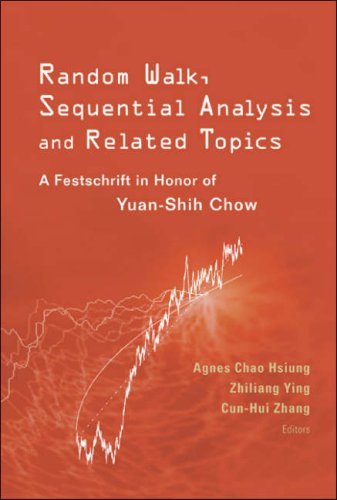 Random Walk,
Sequential Analysis
and Related Topics
A Festschrift in Honor of
Yuan-Shih Chow
Agnes Chao Hsiung
Zhiliang Ying
Cun-Hui Zhang
Editors